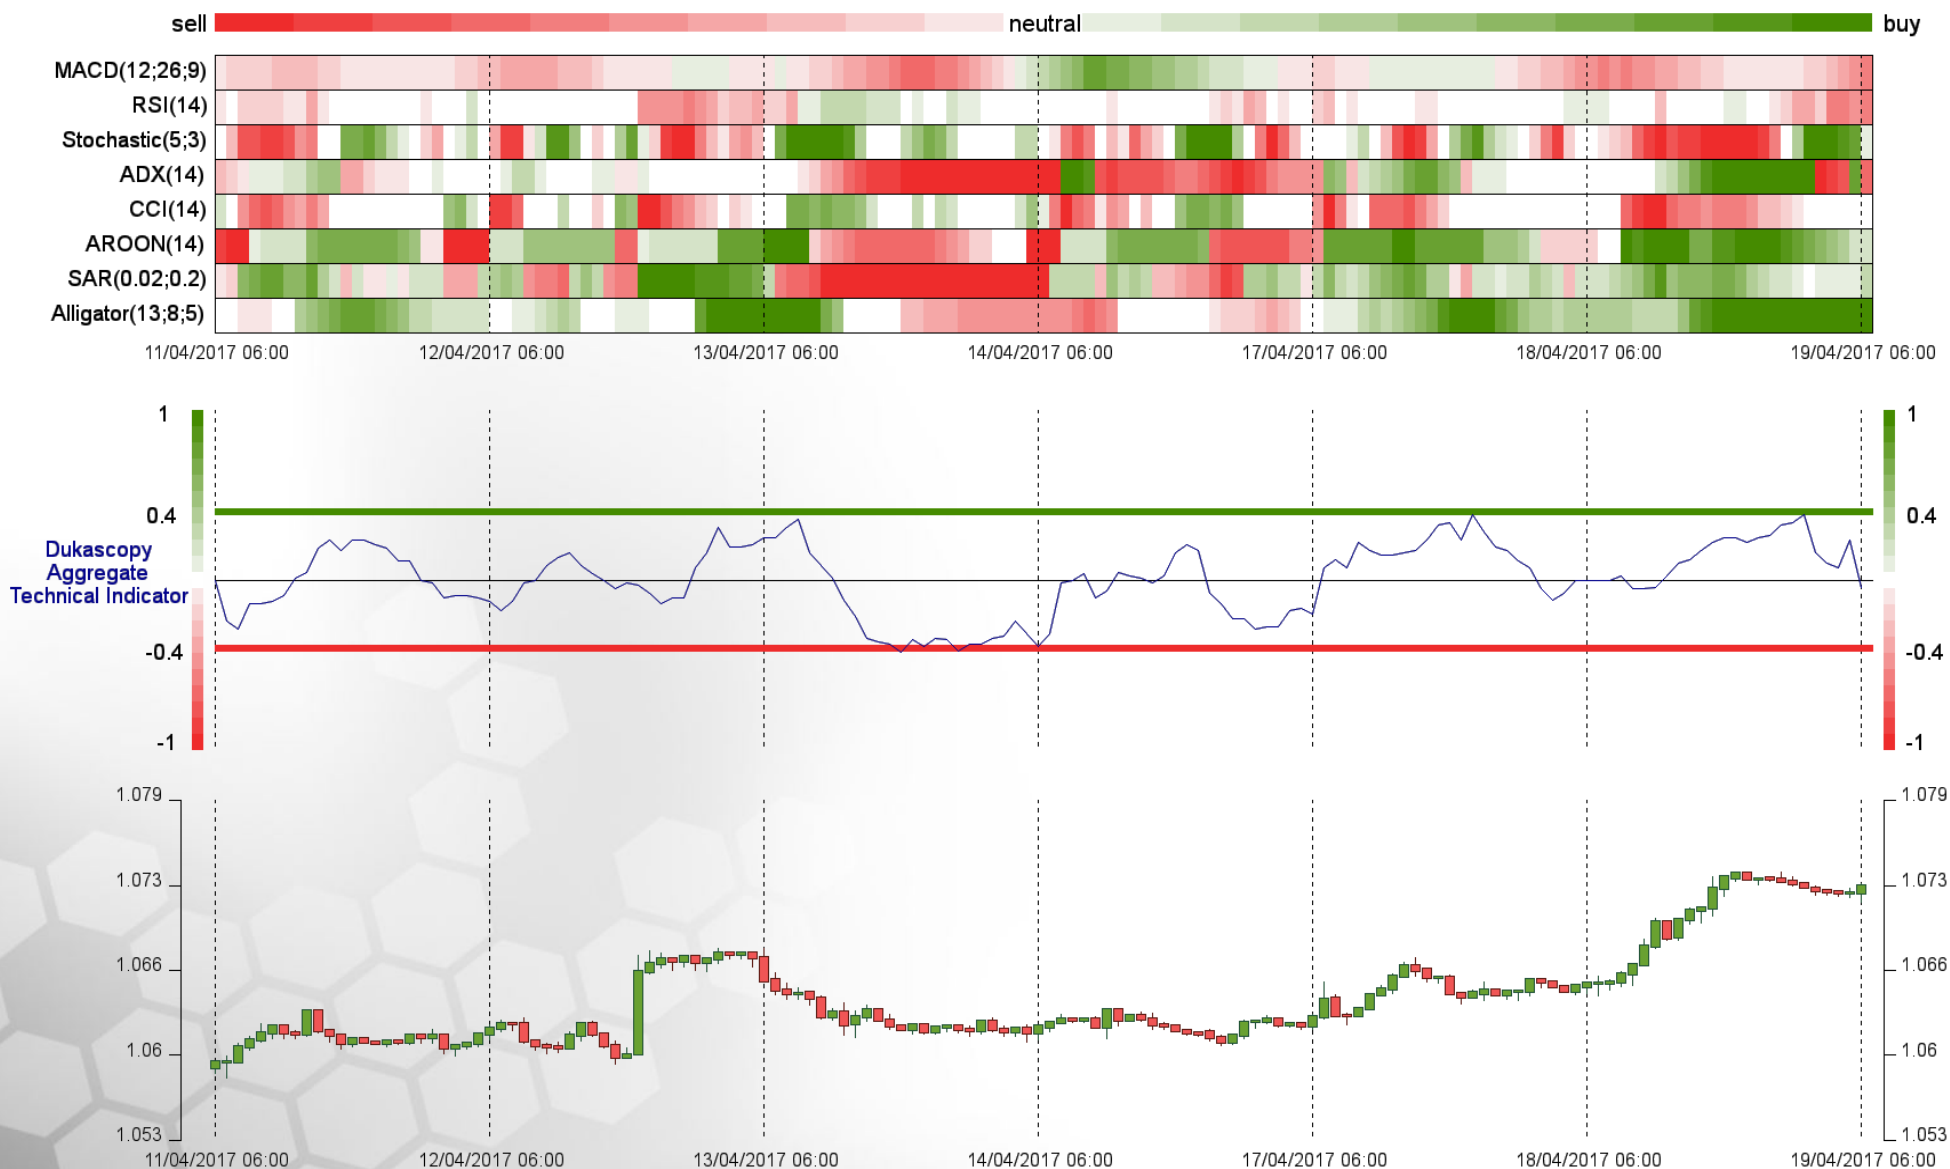 sell neutral buy
MACD(12;26;9)
RSI(14)
Stochastic(5;3)
ADX(14)
CCI(14)
AROON(14)
SAR(0.02;0.2)
Alligator(13;8;5)
11/04/2017 06:00 12/04/2017 06:00 13/04/2017 06:00 14/04/2017 06:00 17/04/2017 06:00 18/04/2017 06:00 19/04/2017 06:00
1 1
0.4 0.4
Dukascopy
Aggregate
Technical Indicator
-0.4 -0.4
-1 -1
1.079 1.079
1.073 1.073
1.066 1.066
1.06 1.06
1.053 1.053
11/04/2017 06:00 12/04/2017 06:00 13/04/2017 06:00 14/04/2017 06:00 17/04/2017 06:00 18/04/2017 06:00 19/04/2017 06:00